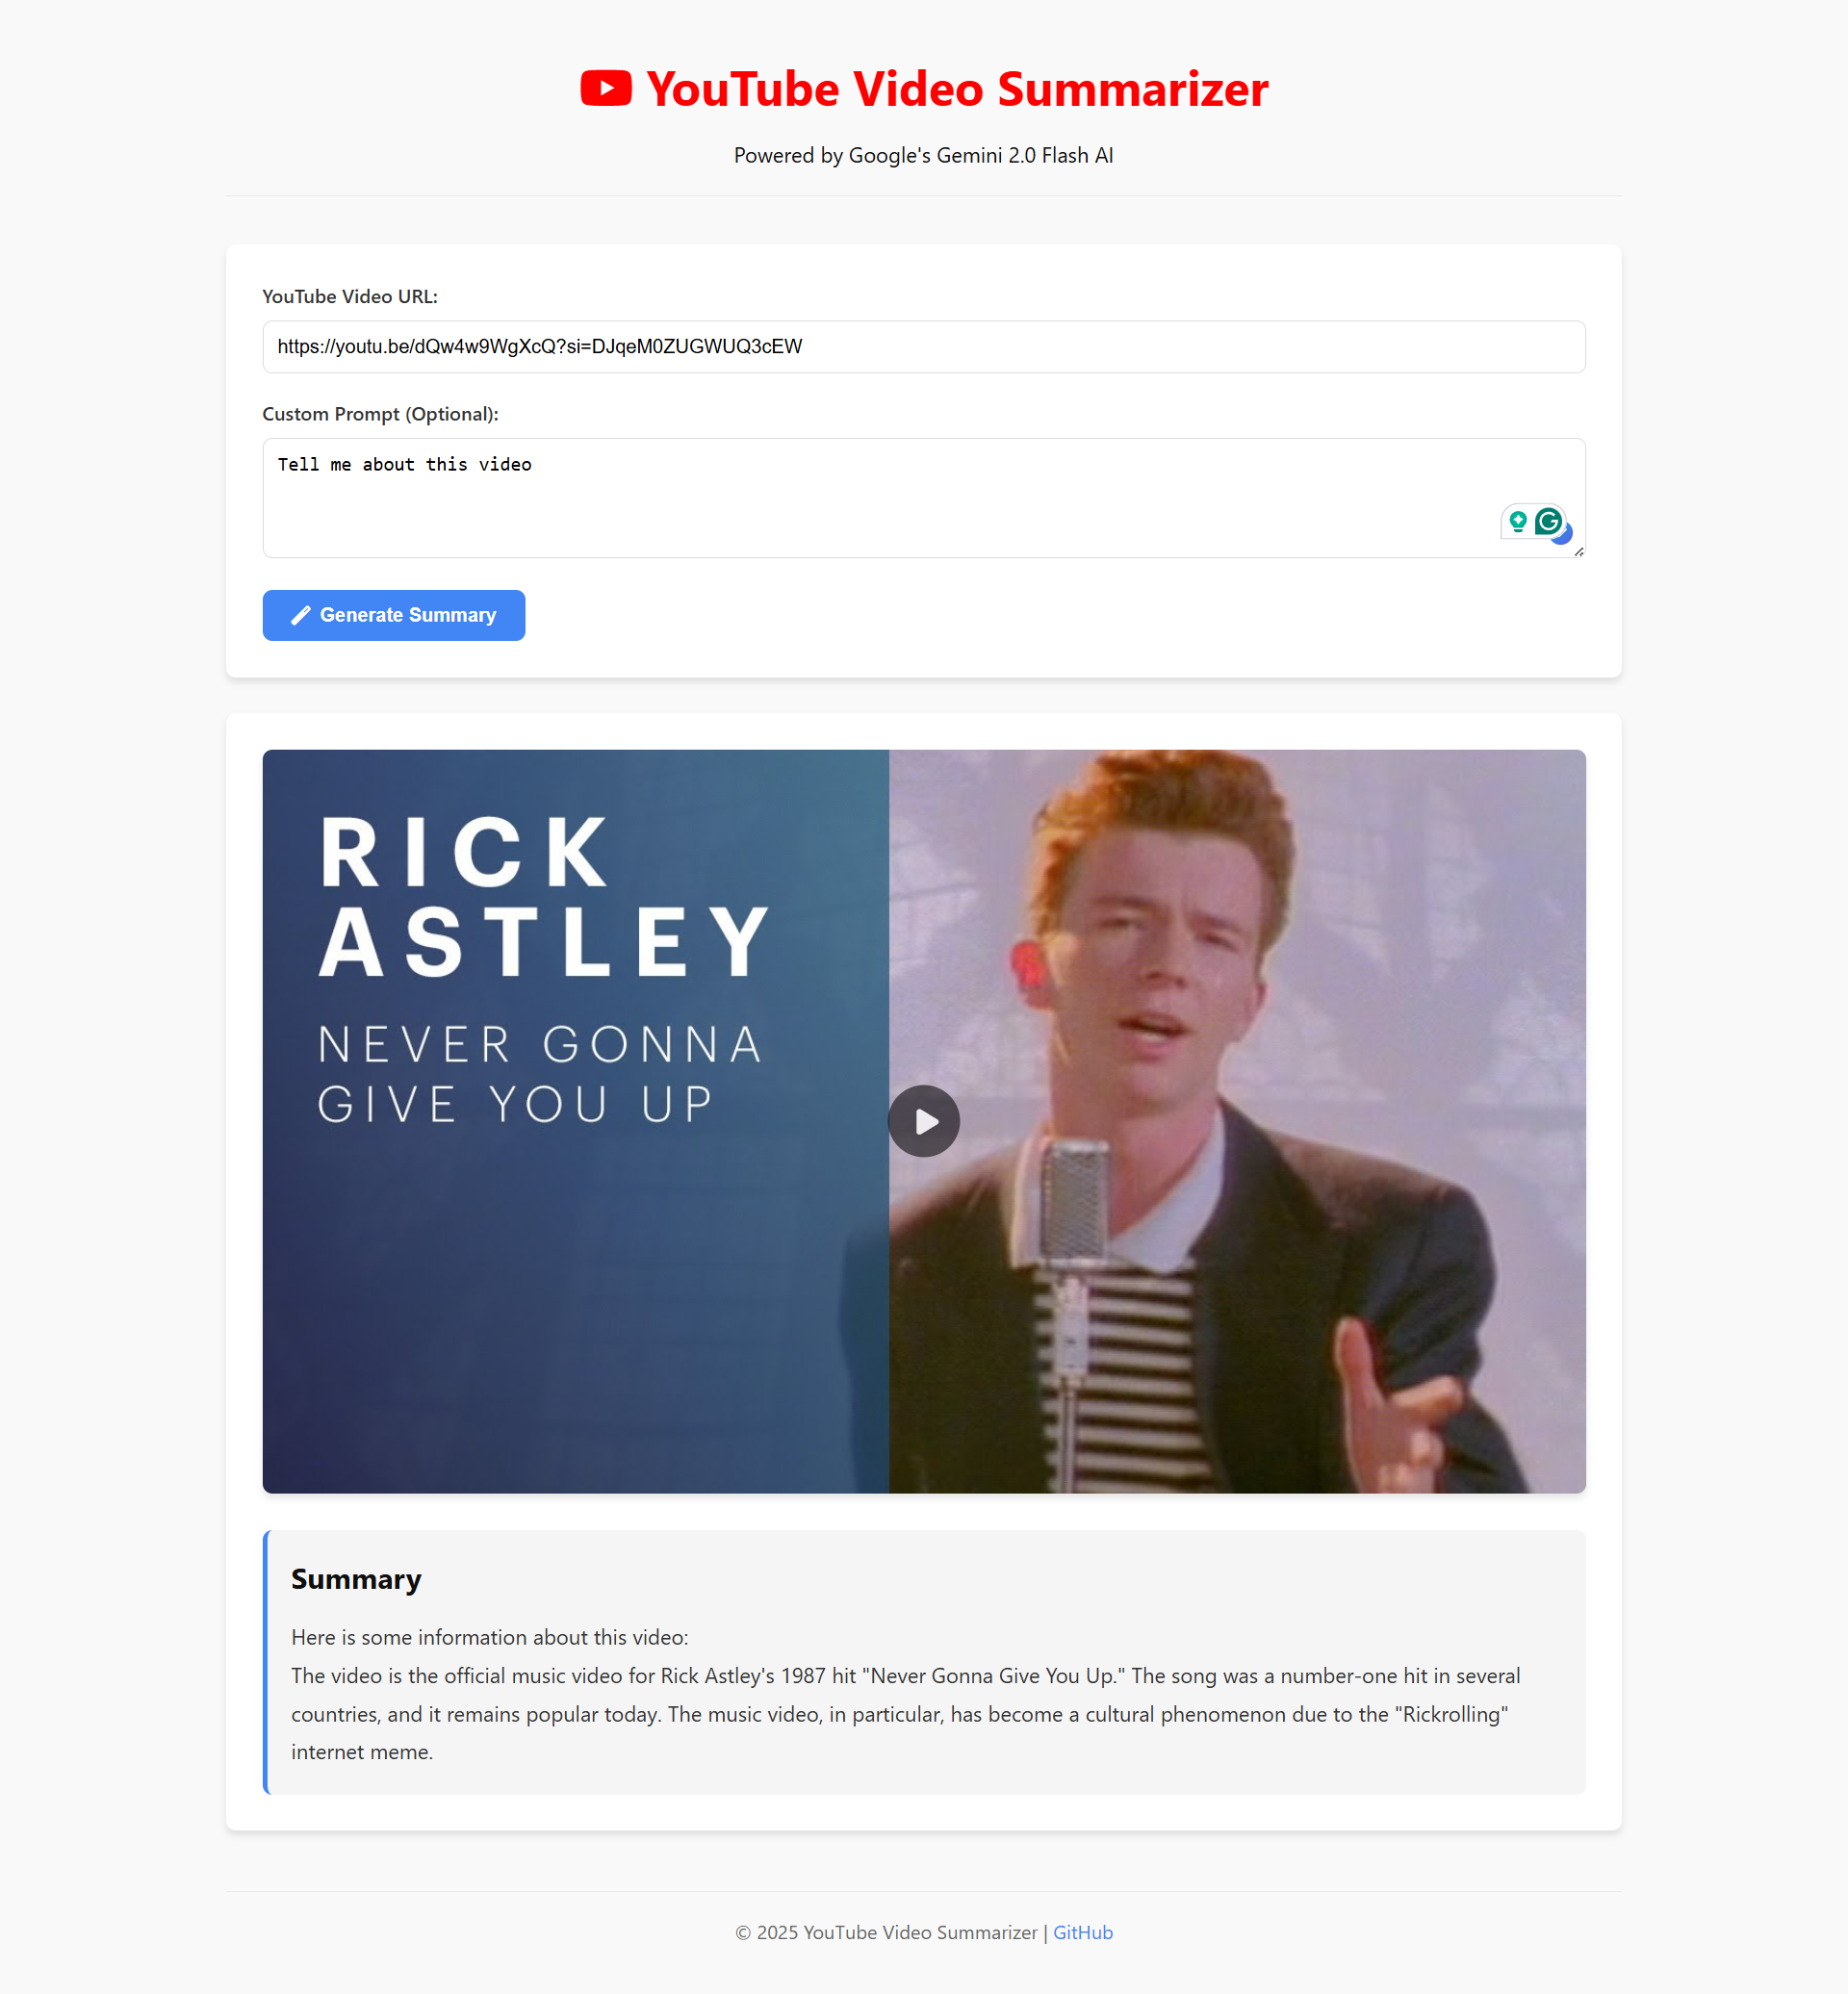 YouTube Video Summarizer
Powered by Google's Gemini 2.0 Flash AI
YouTube Video URL:
https://youtu.be/dQw4w9WgXcQ?si=DJqeM0ZUGWUQ3cEW
Custom Prompt (Optional):
Tell me about this video
Generate Summary
RICK
ASTLEY
NEVER GONNA
GIVE YOU UP
Summary
Here is some information about this video:
The video is the official music video for Rick Astley's 1987 hit "Never Gonna Give You Up." The song was a number-one hit in several
countries, and it remains popular today. The music video, in particular, has become a cultural phenomenon due to the "Rickrolling"
internet meme.
© 2025 YouTube Video Summarizer | GitHub